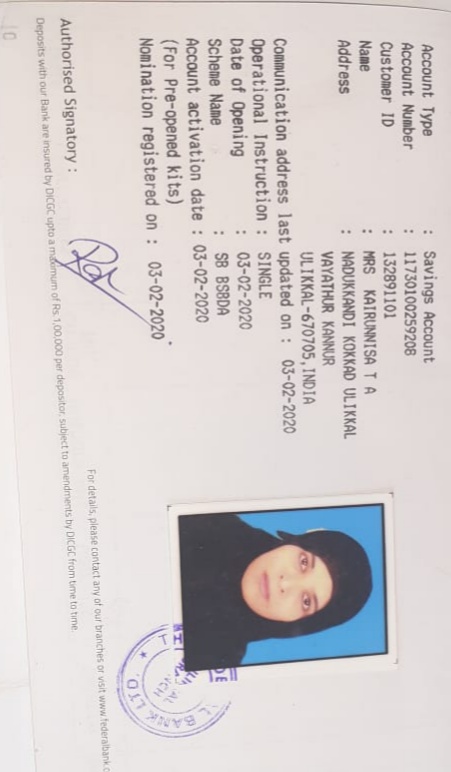 Account Type : Savings Account
Account Number : 11730100259208
Customer ID : 132891101
Name : MRS KAIRUNNISA T A
Address : NADUKKANDI KOKKAD ULIKKAL
VAYATHUR KANNUR
ULIKKAL-670705,INDIA
Communication address last updated on : 03-02-2020
Operational Instruction : SINGLE
Date of Opening : 03-02-2020
Scheme Name : SB BSBDA
Account activation date : 03-02-2020
(For Pre-opened kits)
Nomination registered on : 03-02-2020
Authorised Signatory :
For details, please contact any of our branches or visit www.federalbank.c
Deposits with our Bank are insured by DICGC upto a maximum of Rs. 1,00,000 per depositor, subject to amendments by DICGC from time to time.
BANK LTD.